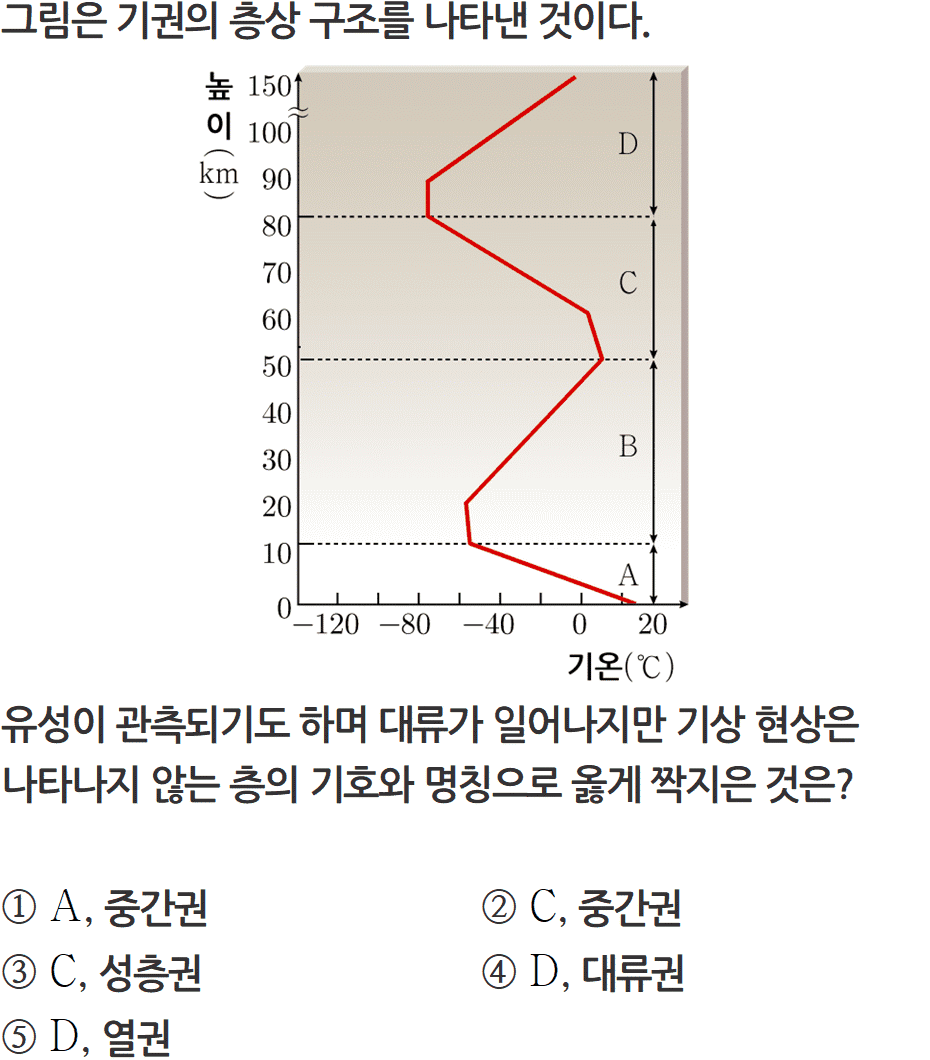 그림은 기권의 층상 구조를 나타낸 것이다.
높이(km)
150
100
90
80
70
60
50
40
30
20
10
0
D
C
B
A
−120 −80 −40 0 20
기온(℃)
유성이 관측되기도 하며 대류가 일어나지만 기상 현상은
나타나지 않는 층의 기호와 명칭으로 옳게 짝지은 것은?
① A, 중간권 ② C, 중간권
③ C, 성층권 ④ D, 대류권
⑤ D, 열권